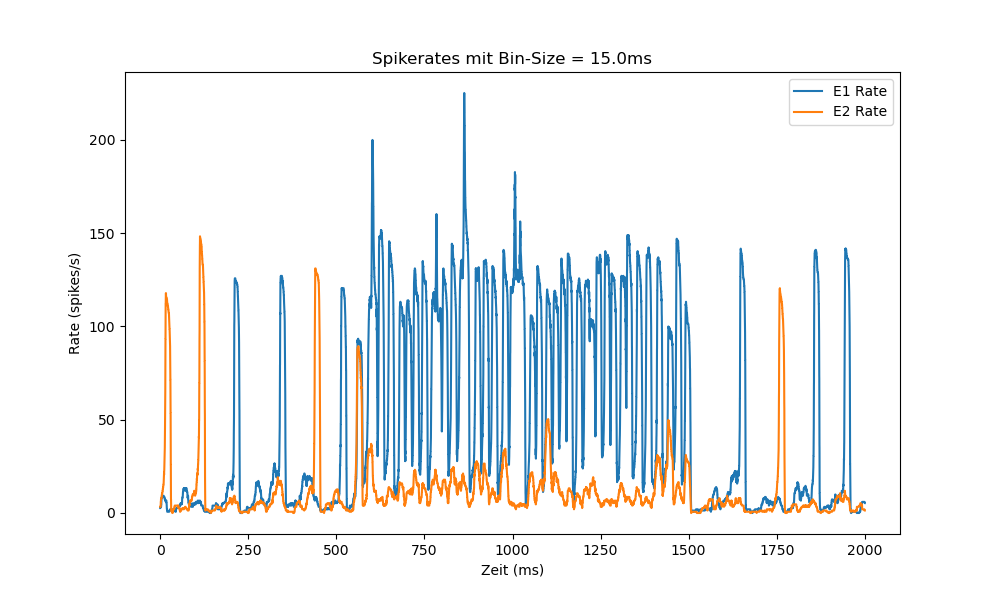 Spikerates mit Bin-Size = 15.0ms
E1 Rate
E2 Rate
200
150
100
50
0
Rate (spikes/s)
0 250 500 750 1000 1250 1500 1750 2000
Zeit (ms)